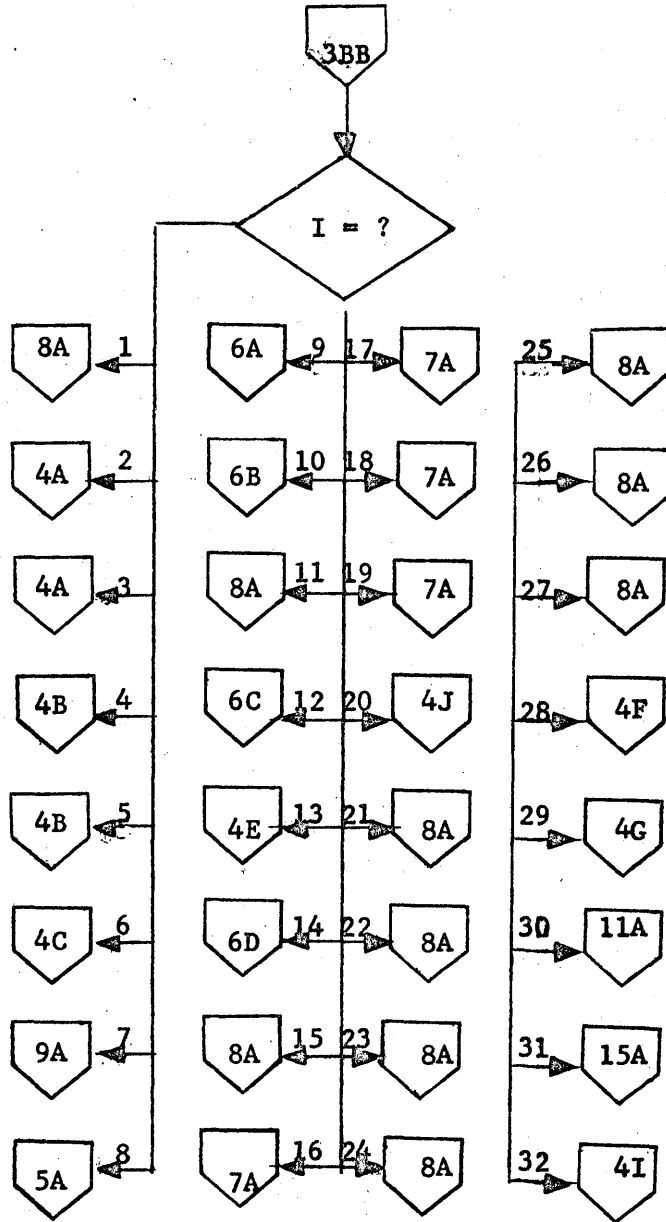 3BB
I = ?
8A 1 6A 9 17 7A 25 8A
4A 2 6B 10 18 7A 26 8A
4A 3 8A 11 19 7A 27 8A
4B 4 6C 12 20 4J 28 4F
4B 5 4E 13 21 8A 29 4G
4C 6 6D 14 22 8A 30 11A
9A 7 8A 15 23 8A 31 15A
5A 8 7A 16 24 8A 32 4I